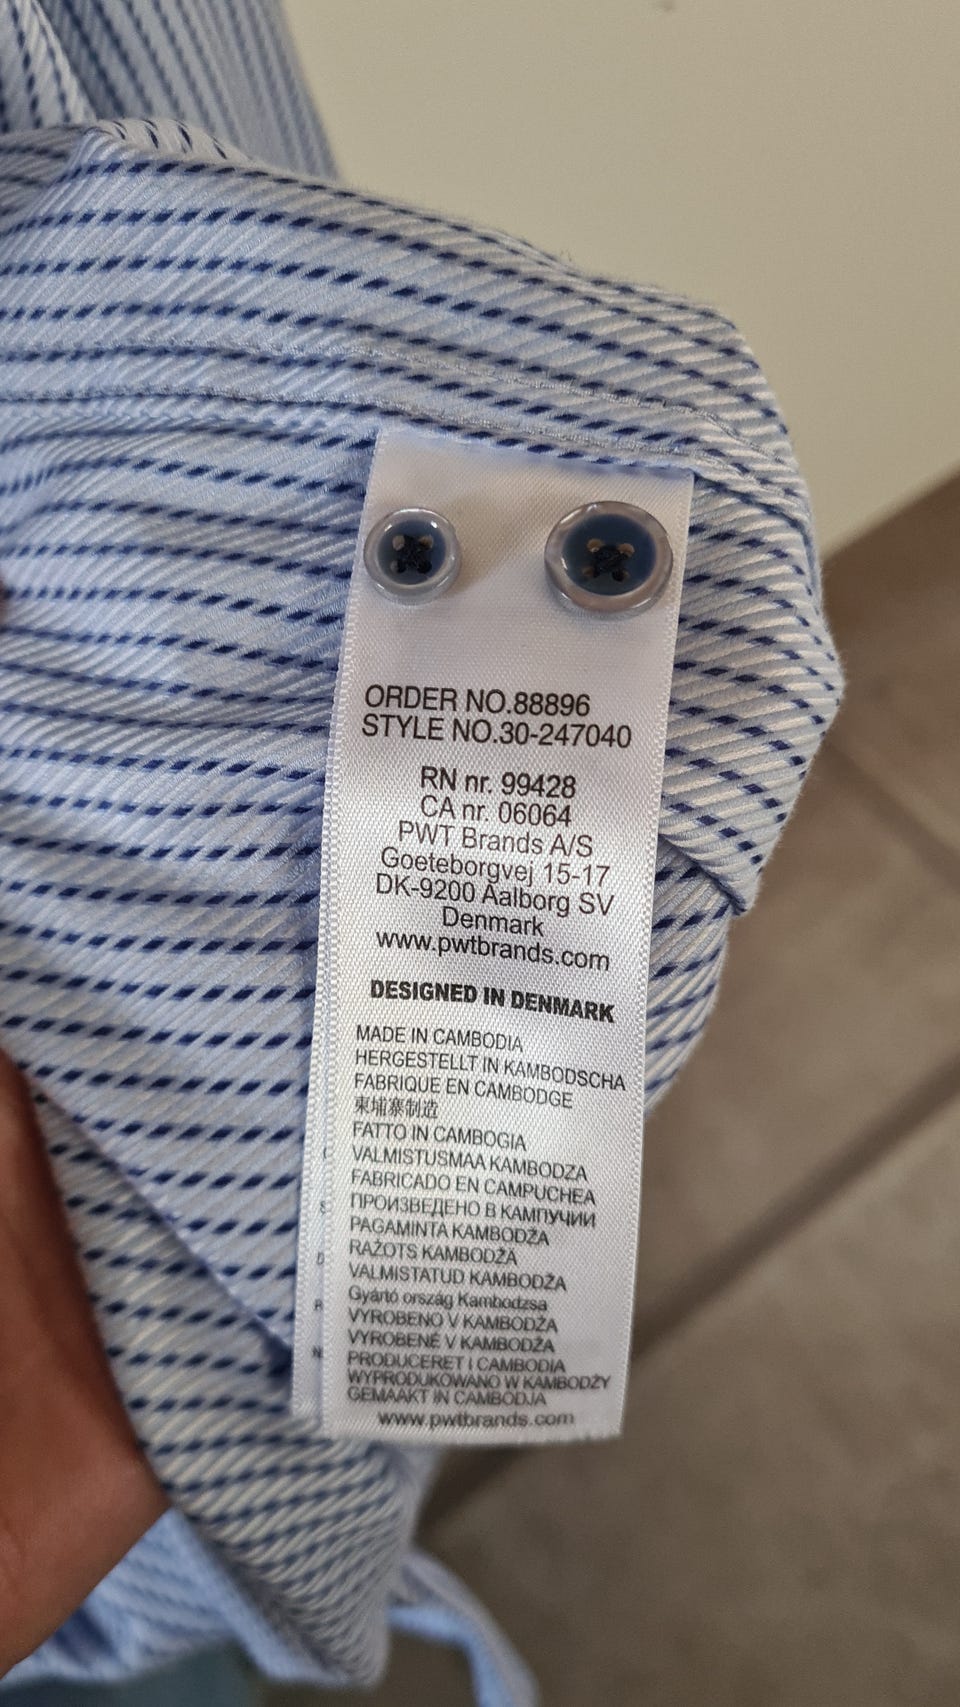 ORDER NO.88896
STYLE NO.30-247040
RN nr. 99428
CA nr. 06064
PWT Brands A/S
Goeteborgvej 15-17
DK-9200 Aalborg SV
Denmark
www.pwtbrands.com
DESIGNED IN DENMARK
MADE IN CAMBODIA
HERGESTELLT IN KAMBODSCHA
FABRIQUE EN CAMBODGE
柬埔寨制造
FATTO IN CAMBOGIA
VALMISTUSMAA KAMBODZA
FABRICADO EN CAMPUCHEA
ПРОИЗВЕДЕНО В КАМПУЧИИ
PAGAMINTA KAMBODŽA
RAŽOTS KAMBODŽĀ
VALMISTATUD KAMBODŽA
Gyártó ország Kambodzsa
VYROBENO V KAMBODŽA
VYROBENÉ V KAMBODŽA
PRODUCERET I CAMBODIA
WYPRODUKOWANO W KAMBODŻY
GEMAAKT IN CAMBODJA
www.pwtbrands.com